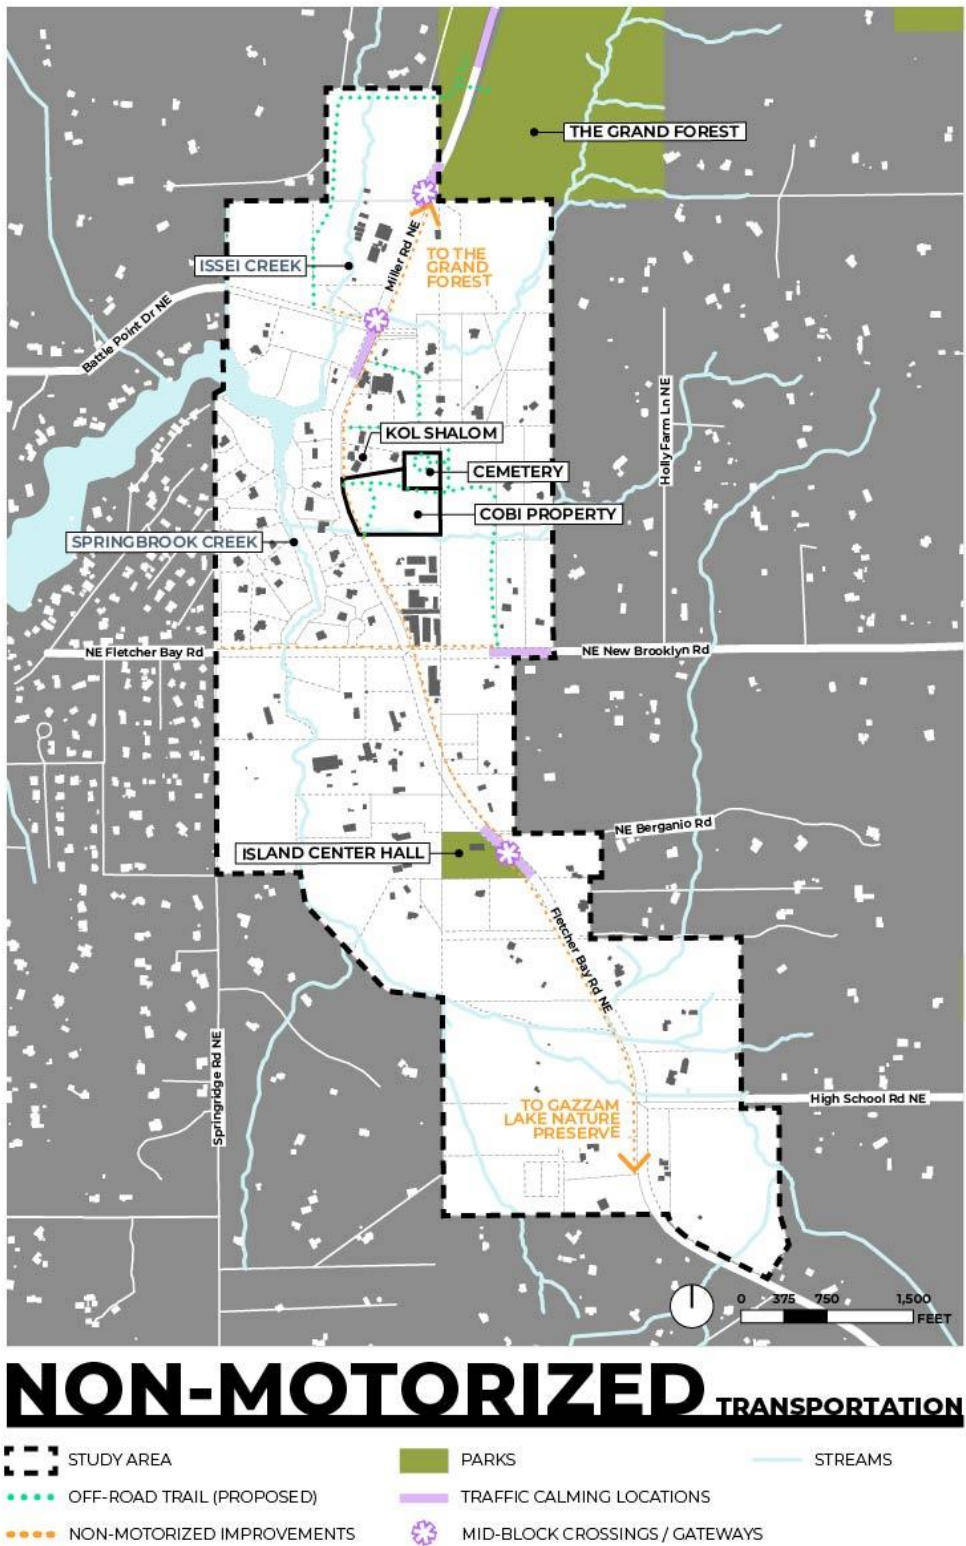 THE GRAND FOREST
Miller Rd NE
ISSEI CREEK
TO THE
GRAND
FOREST
Battle Point Dr NE
Holly Farm Ln NE
KOL SHALOM
CEMETERY
COBI PROPERTY
SPRINGBROOK CREEK
NE Fletcher Bay Rd
NE New Brooklyn Rd
NE Berganio Rd
ISLAND CENTER HALL
Fletcher Bay Rd NE
Springridge Rd NE
TO GAZZAM
LAKE NATURE
PRESERVE
High School Rd NE
0 375 750 1,500
FEET
NON-MOTORIZED TRANSPORTATION
STUDY AREA
PARKS
STREAMS
OFF-ROAD TRAIL (PROPOSED)
TRAFFIC CALMING LOCATIONS
NON-MOTORIZED IMPROVEMENTS
MID-BLOCK CROSSINGS / GATEWAYS